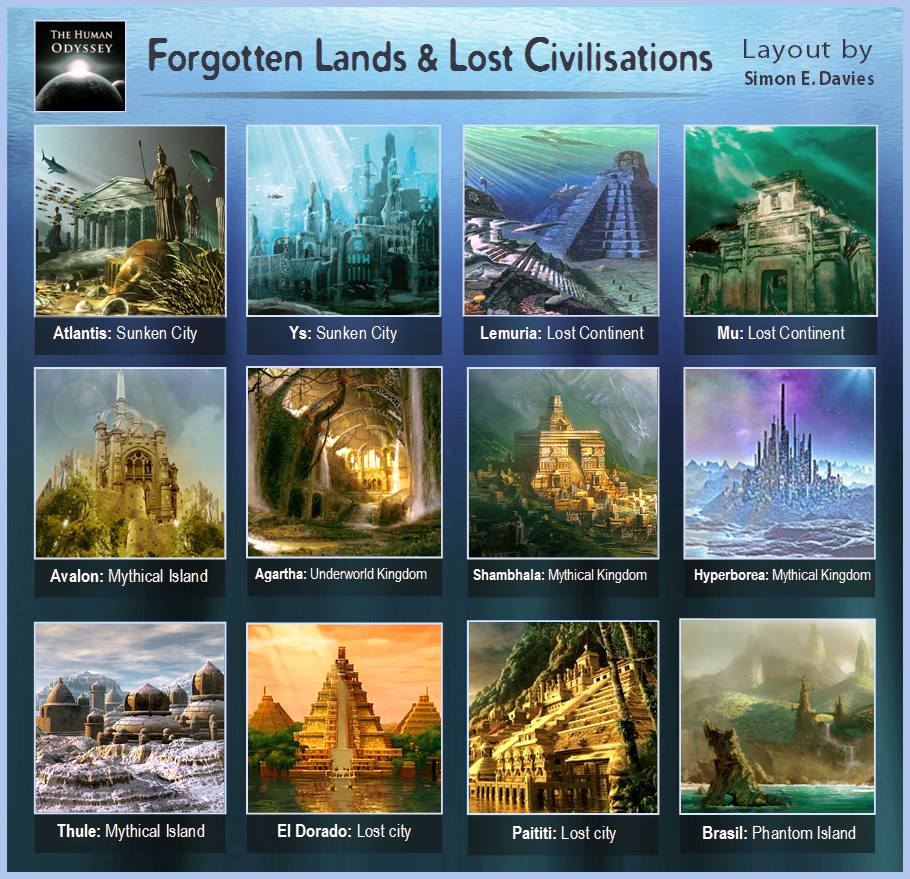 THE HUMAN
ODYSSEY
Forgotten Lands & Lost Civilisations
Layout by
Simon E. Davies
Atlantis: Sunken City
Ys: Sunken City
Lemuria: Lost Continent
Mu: Lost Continent
Avalon: Mythical Island
Agartha: Underworld Kingdom
Shambhala: Mythical Kingdom
Hyperborea: Mythical Kingdom
Thule: Mythical Island
El Dorado: Lost city
Paititi: Lost city
Brasil: Phantom Island